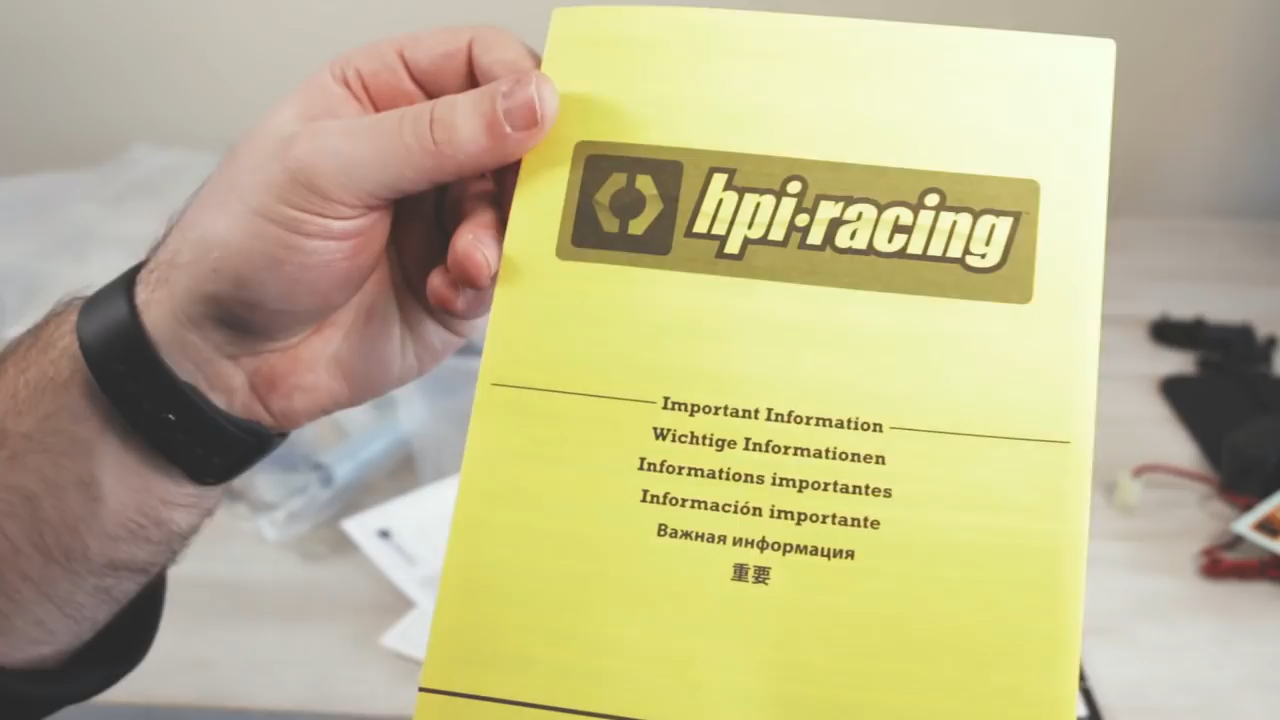 hpi·racing
Important Information
Wichtige Informationen
Informations importantes
Información importante
Важная информация
重要